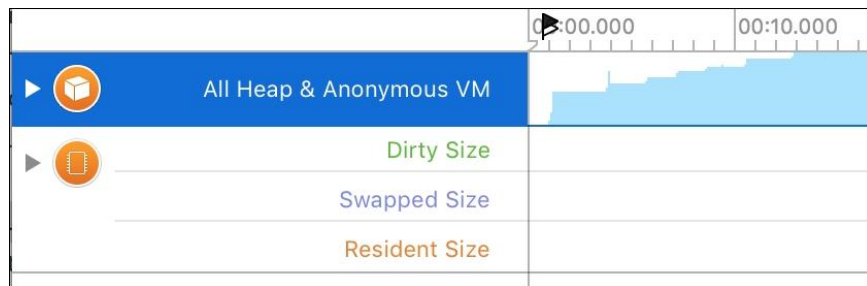 00:00.000 00:10.000
All Heap & Anonymous VM
Dirty Size
Swapped Size
Resident Size